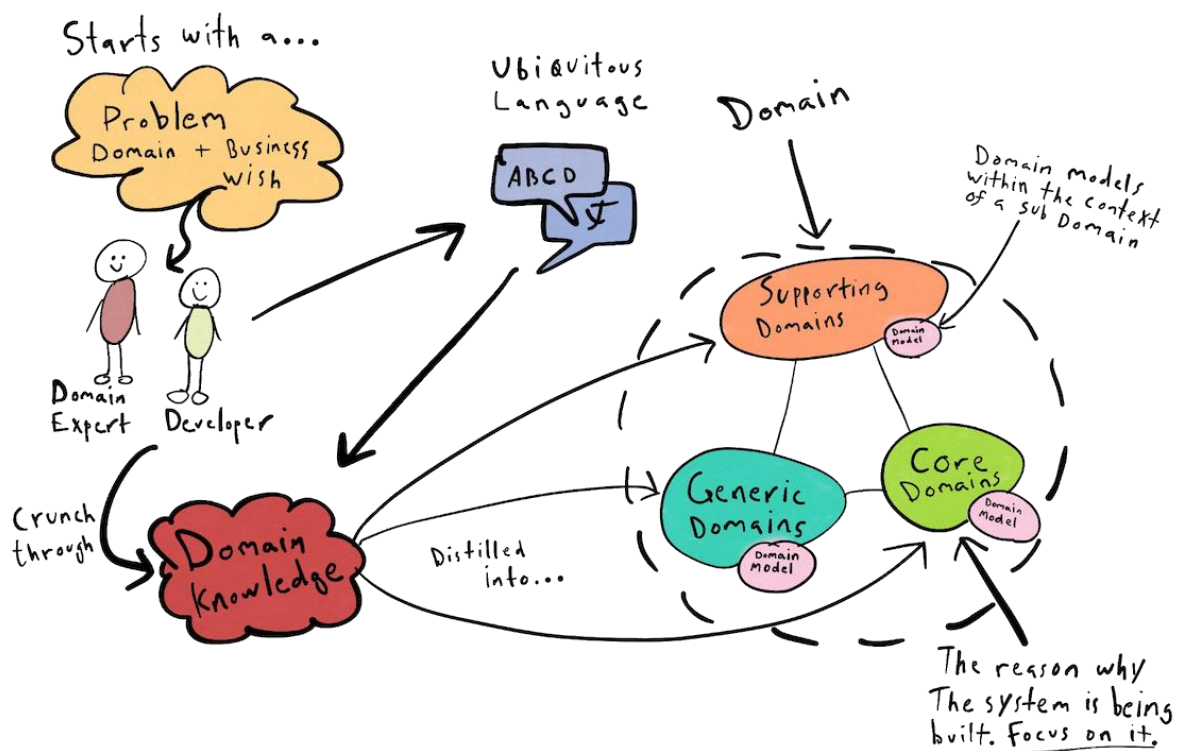 Starts with a...
Problem
Domain + Business
wish
Domain
Expert
Developer
Crunch
through
Domain
Knowledge
Ubiquitous
Language
ABCD
Distilled
into...
Domain
Domain models
within the context
of a sub Domain
Supporting
Domains
Domain
Model
Generic
Domains
Domain
Model
Core
Domains
Domain
Model
The reason why
The system is being
built. Focus on it.